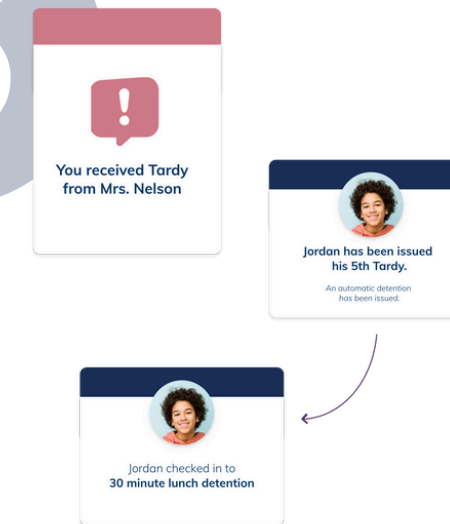 You received Tardy
from Mrs. Nelson
Jordan has been issued
his 5th Tardy.
An automatic detention
has been issued.
Jordan checked in to
30 minute lunch detention